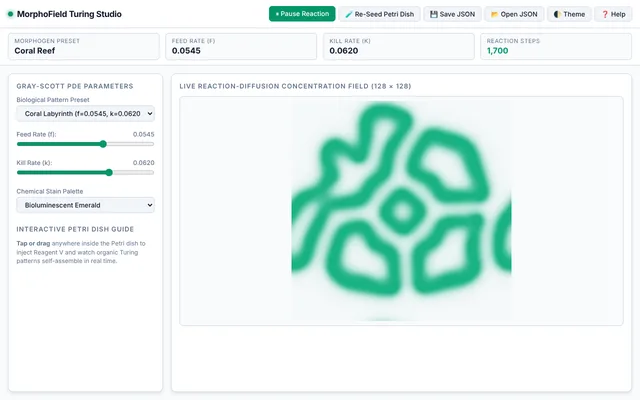 MorphoField Turing Studio
⏸ Pause Reaction
🧪 Re-Seed Petri Dish
💾 Save JSON
📂 Open JSON
🌓 Theme
❓ Help
MORPHOGEN PRESET
Coral Reef
FEED RATE (F)
0.0545
KILL RATE (K)
0.0620
REACTION STEPS
1,700
GRAY-SCOTT PDE PARAMETERS
Biological Pattern Preset
Coral Labyrinth (f=0.0545, k=0.0620
Feed Rate (f): 0.0545
Kill Rate (k): 0.0620
Chemical Stain Palette
Bioluminescent Emerald
INTERACTIVE PETRI DISH GUIDE
Tap or drag anywhere inside the Petri dish to
inject Reagent V and watch organic Turing
patterns self-assemble in real time.
LIVE REACTION-DIFFUSION CONCENTRATION FIELD (128 × 128)